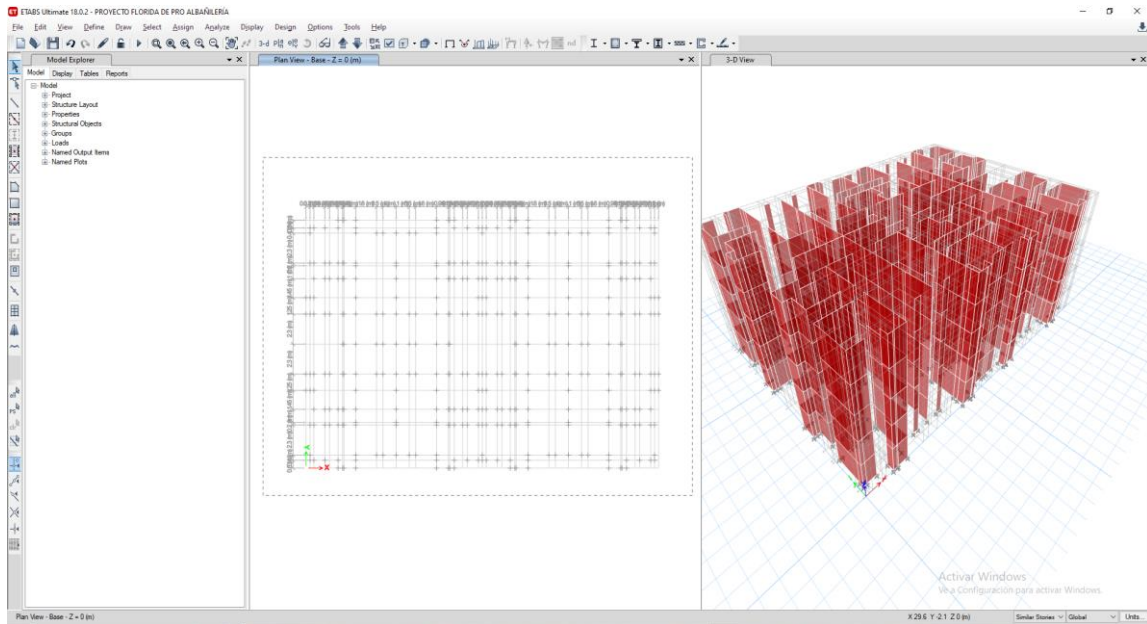 ETABS Ultimate 18.0.2 - PROYECTO FLORIDA DE PRO ALBAÑILERÍA
File Edit View Define Draw Select Assign Analyze Display Design Options Tools Help
3-d
nd
Model Explorer
Plan View - Base - Z = 0 (m)
3-D View
Model Display Tables Reports
Model
Project
Structure Layout
Properties
Structural Objects
Groups
Loads
Named Output Items
Named Plots
Y
X
Activar Windows
Ve a Configuración para activar Windows.
Plan View - Base - Z = 0 (m)
X 29.6 Y -2.1 Z 0 (m)
Similar Stories
Global
Units...